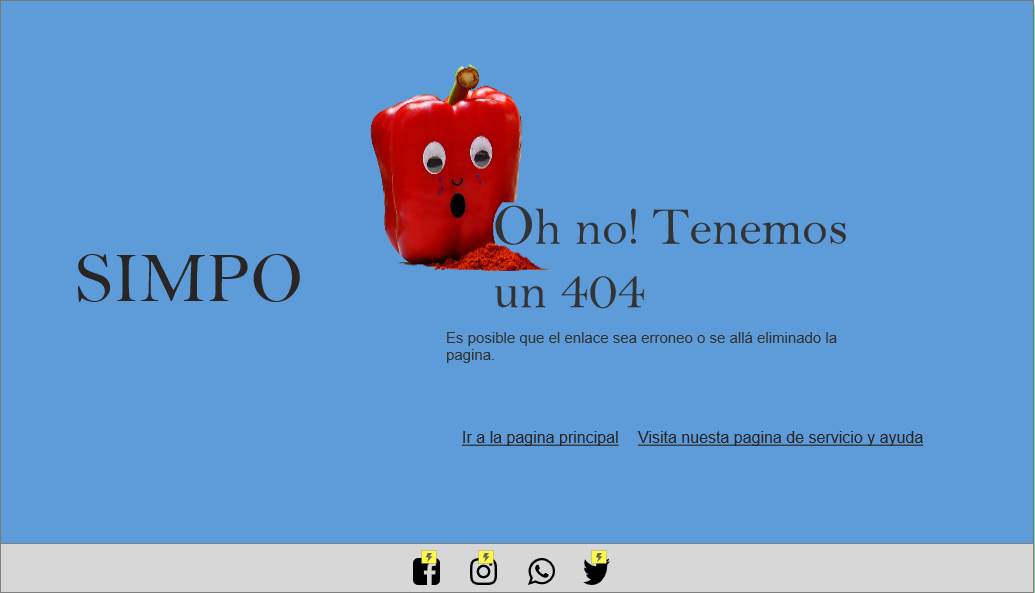 SIMPO
Oh no! Tenemos
un 404
Es posible que el enlace sea erroneo o se allá eliminado la
pagina.
Ir a la pagina principal
Visita nuesta pagina de servicio y ayuda